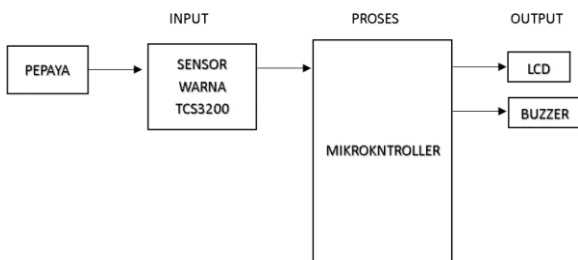 INPUT
PROSES
OUTPUT
PEPAYA
SENSOR
WARNA
TCS3200
MIKROKNTROLLER
LCD
BUZZER